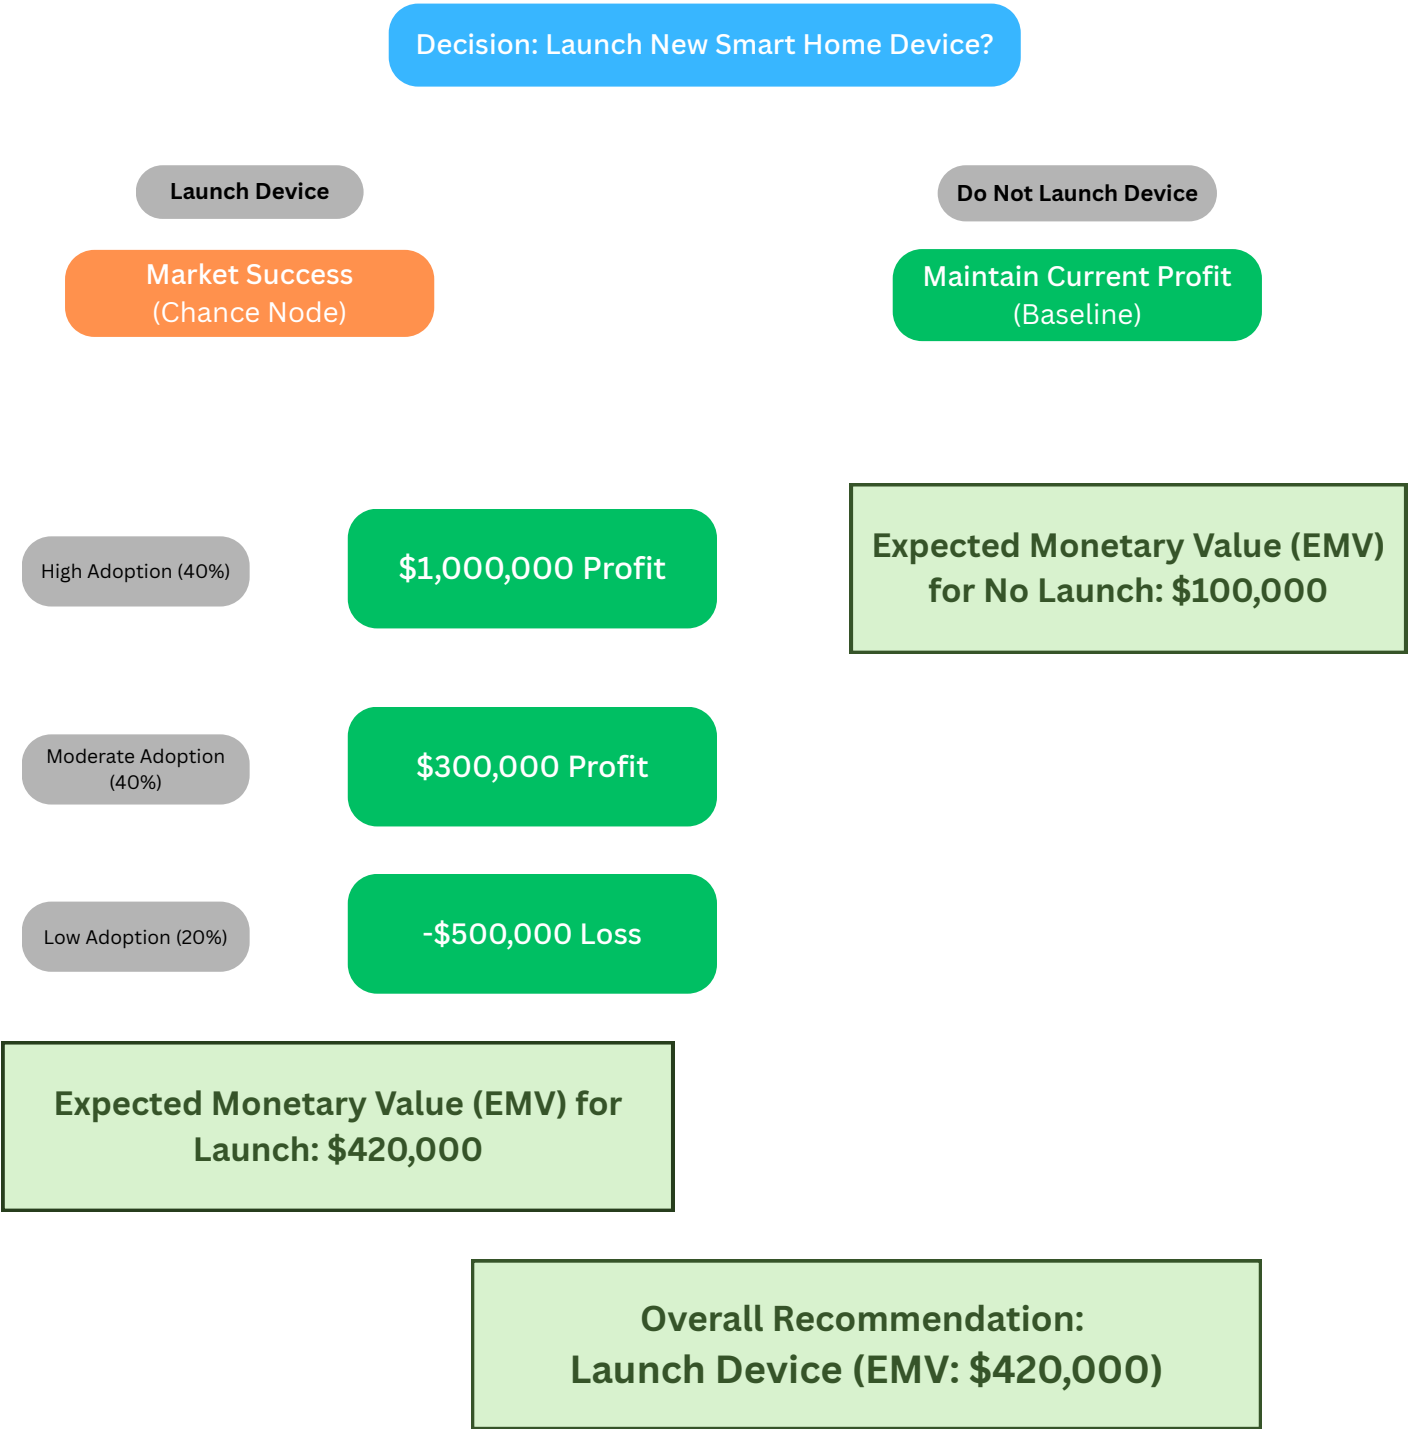 Decision: Launch New Smart Home Device?
Launch Device
Do Not Launch Device
Market Success
(Chance Node)
Maintain Current Profit
(Baseline)
High Adoption (40%)
$1,000,000 Profit
Expected Monetary Value (EMV)
for No Launch: $100,000
Moderate Adoption
(40%)
$300,000 Profit
Low Adoption (20%)
-$500,000 Loss
Expected Monetary Value (EMV) for
Launch: $420,000
Overall Recommendation:
Launch Device (EMV: $420,000)